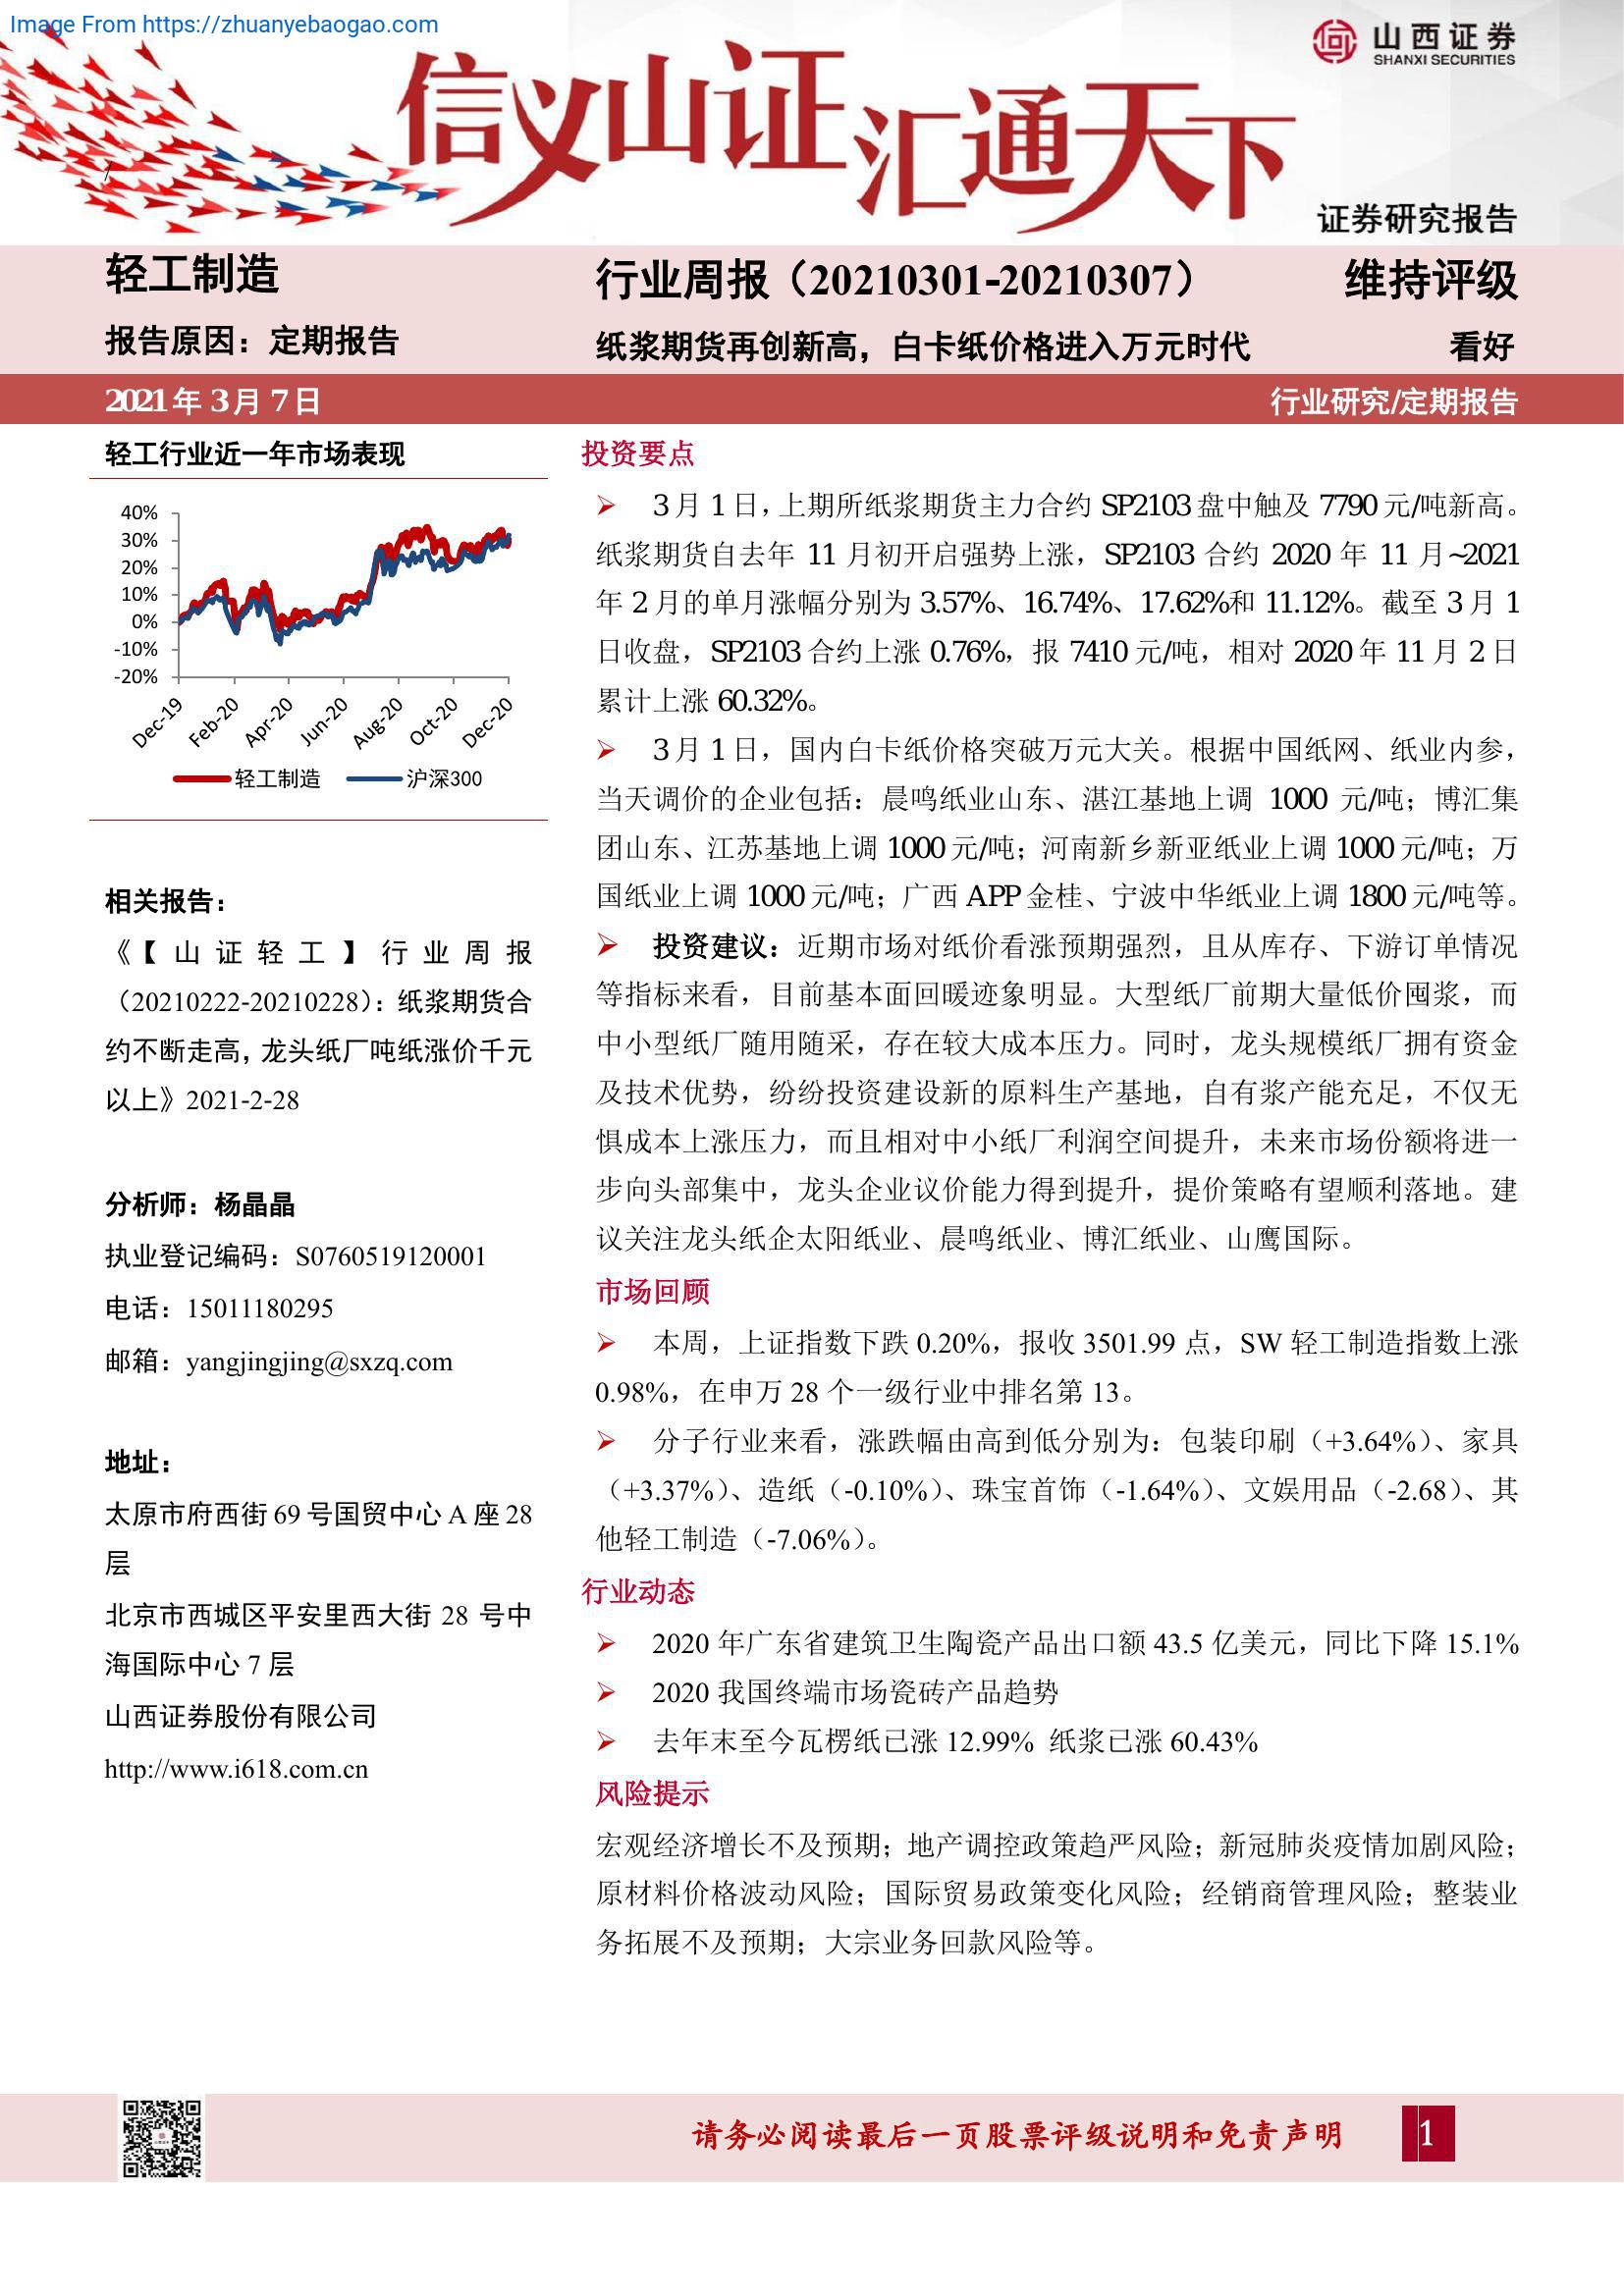 Image From https://zhuanyebaogao.com
山西证券
SHANXI SECURITIES
信义山证汇通天下
证券研究报告
轻工制造
行业周报（20210301-20210307）
维持评级
报告原因：定期报告
纸浆期货再创新高，白卡纸价格进入万元时代
看好
2021年3月7日
行业研究/定期报告
轻工行业近一年市场表现
40%
30%
20%
10%
0%
-10%
-20%
Dec-19
Feb-20
Apr-20
Jun-20
Aug-20
Oct-20
Dec-20
轻工制造
沪深300
相关报告：
《【山证轻工】行业周报
（20210222-20210228）：纸浆期货合
约不断走高，龙头纸厂吨纸涨价千元
以上》2021-2-28
分析师：杨晶晶
执业登记编码：S0760519120001
电话：15011180295
邮箱：yangjingjing@sxzq.com
地址：
太原市府西街69号国贸中心A座28
层
北京市西城区平安里西大街 28 号中
海国际中心7层
山西证券股份有限公司
http://www.i618.com.cn
投资要点
➢ 3月1日，上期所纸浆期货主力合约SP2103盘中触及7790元/吨新高。
纸浆期货自去年 11 月初开启强势上涨，SP2103 合约 2020 年 11 月~2021
年2月的单月涨幅分别为3.57%、16.74%、17.62%和11.12%。截至3月1
日收盘，SP2103合约上涨0.76%，报7410元/吨，相对2020年11月2日
累计上涨60.32%。
➢ 3月1日，国内白卡纸价格突破万元大关。根据中国纸网、纸业内参，
当天调价的企业包括：晨鸣纸业山东、湛江基地上调 1000 元/吨；博汇集
团山东、江苏基地上调1000元/吨；河南新乡新亚纸业上调1000元/吨；万
国纸业上调1000元/吨；广西APP金桂、宁波中华纸业上调1800元/吨等。
➢ 投资建议：近期市场对纸价看涨预期强烈，且从库存、下游订单情况
等指标来看，目前基本面回暖迹象明显。大型纸厂前期大量低价囤浆，而
中小型纸厂随用随采，存在较大成本压力。同时，龙头规模纸厂拥有资金
及技术优势，纷纷投资建设新的原料生产基地，自有浆产能充足，不仅无
惧成本上涨压力，而且相对中小纸厂利润空间提升，未来市场份额将进一
步向头部集中，龙头企业议价能力得到提升，提价策略有望顺利落地。建
议关注龙头纸企太阳纸业、晨鸣纸业、博汇纸业、山鹰国际。
市场回顾
➢ 本周，上证指数下跌0.20%，报收3501.99点，SW轻工制造指数上涨
0.98%，在申万28个一级行业中排名第13。
➢ 分子行业来看，涨跌幅由高到低分别为：包装印刷（+3.64%）、家具
（+3.37%）、造纸（-0.10%）、珠宝首饰（-1.64%）、文娱用品（-2.68）、其
他轻工制造（-7.06%）。
行业动态
➢ 2020年广东省建筑卫生陶瓷产品出口额43.5亿美元，同比下降15.1%
➢ 2020我国终端市场瓷砖产品趋势
➢ 去年末至今瓦楞纸已涨12.99% 纸浆已涨60.43%
风险提示
宏观经济增长不及预期；地产调控政策趋严风险；新冠肺炎疫情加剧风险；
原材料价格波动风险；国际贸易政策变化风险；经销商管理风险；整装业
务拓展不及预期；大宗业务回款风险等。
请务必阅读最后一页股票评级说明和免责声明
1